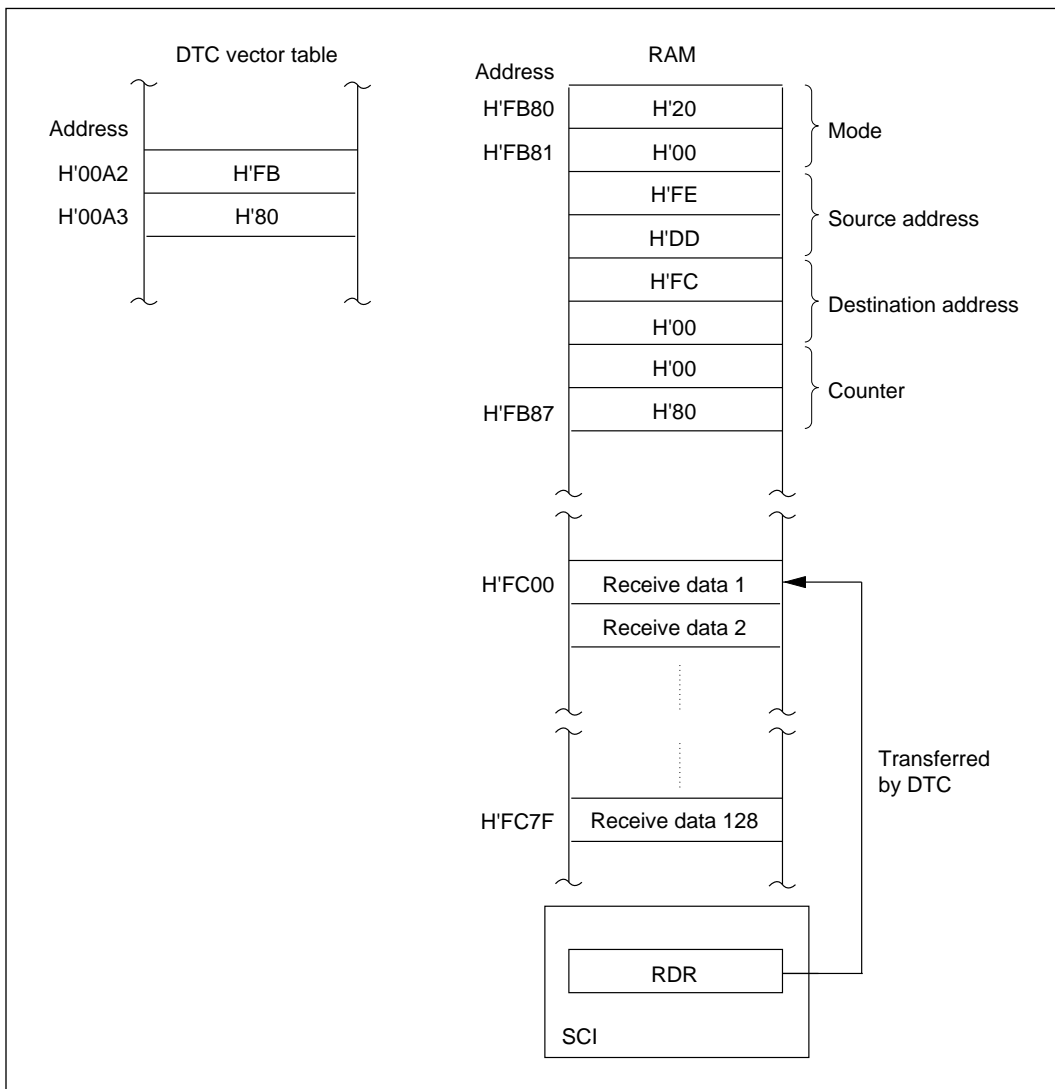 DTC vector table
Address
H'00A2 H'FB
H'00A3 H'80
RAM
Address
H'FB80 H'20
Mode
H'FB81 H'00
H'FE
Source address
H'DD
H'FC
Destination address
H'00
H'00
Counter
H'FB87 H'80
H'FC00 Receive data 1
Receive data 2
Transferred
by DTC
H'FC7F Receive data 128
RDR
SCI